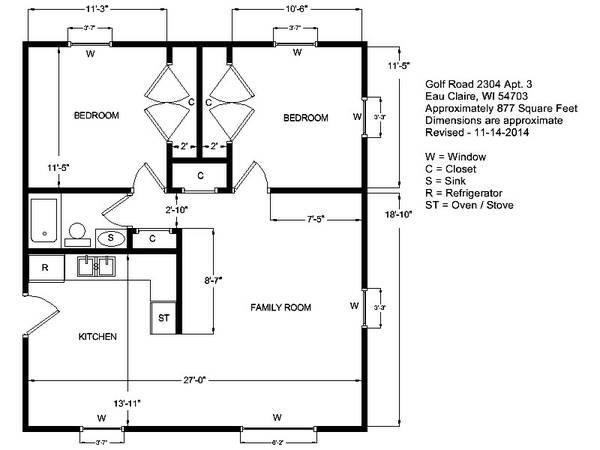 11'-3"
10'-6"
3'-7"
3'-7"
W
W
11'-5"
BEDROOM
C
C
BEDROOM
W
3'-3"
2'
2'
11'-5"
C
2'-10"
7'-5"
18'-10"
S
C
R
S
8'-7"
FAMILY ROOM
W
3'-3"
ST
KITCHEN
27'-0"
13'-11"
W
W
3'-7"
6'-2"
Golf Road 2304 Apt. 3
Eau Claire, WI 54703
Approximately 877 Square Feet
Dimensions are approximate
Revised - 11-14-2014
W = Window
C = Closet
S = Sink
R = Refrigerator
ST = Oven / Stove